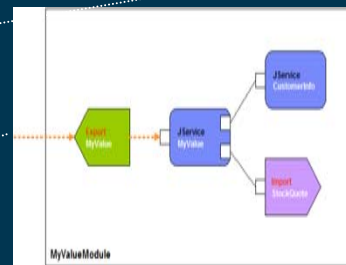 JService
CustomerInfo
Export
MyValue
JService
MyValue
Import
StockQuote
MyValueModule